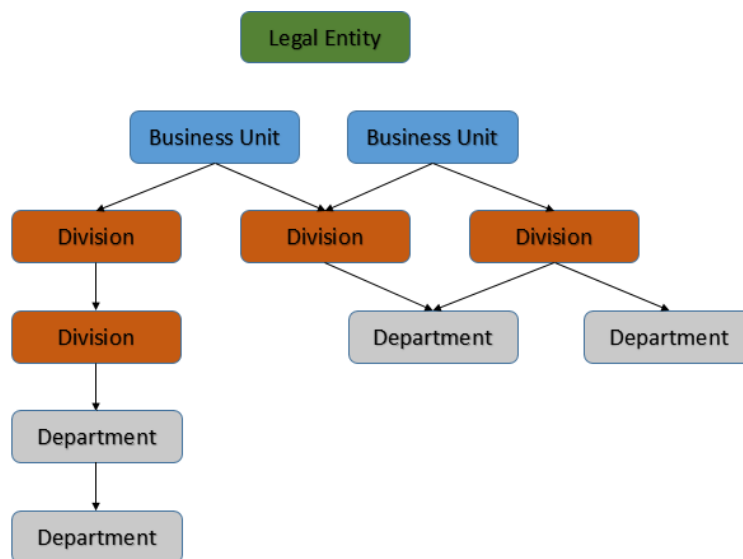 Legal Entity
Business Unit
Business Unit
Division
Division
Division
Division
Department
Department
Department
Department